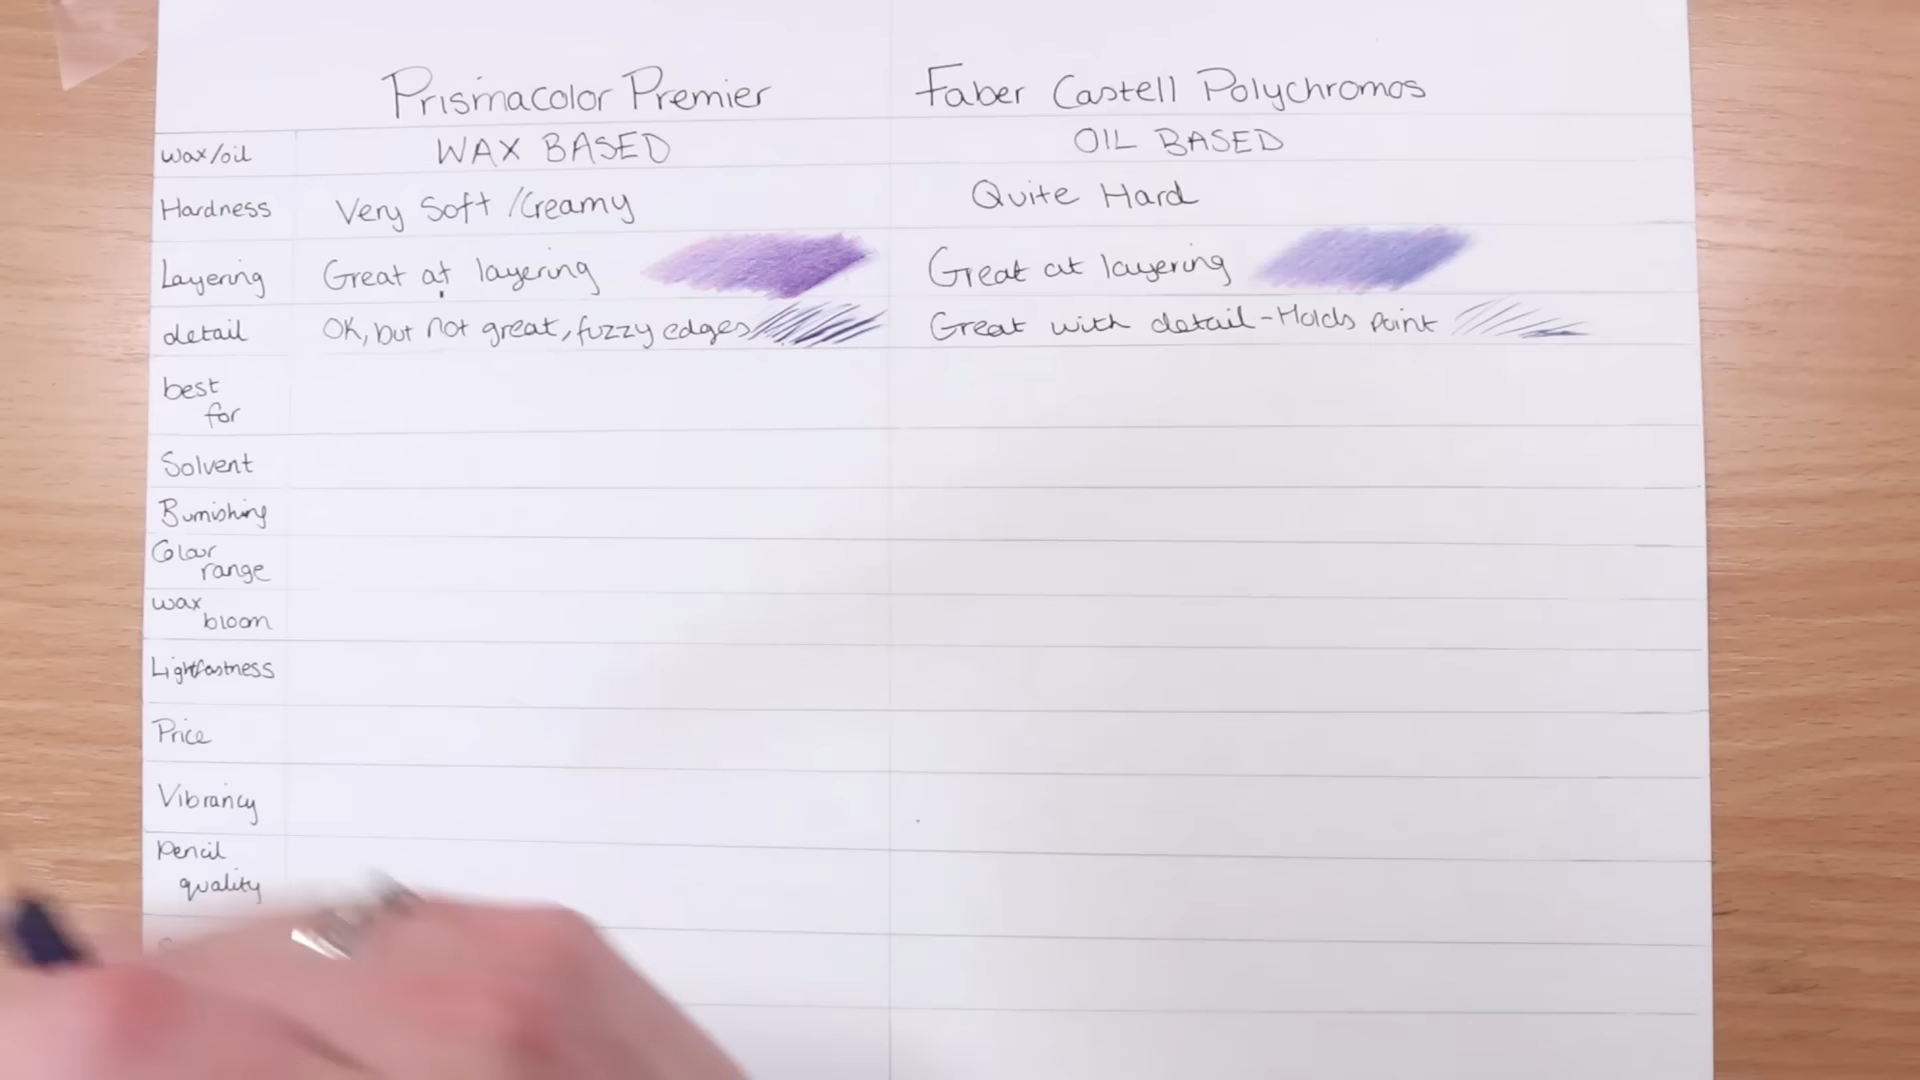 Prismacolor Premier Faber Castell Polychromos
wax/oil WAX BASED OIL BASED
Hardness Very Soft /Creamy Quite Hard
Layering Great at layering Great at layering
detail OK, but not great, fuzzy edges Great with detail - Holds point
best
for
Solvent
Burnishing
Colour
range
wax
bloom
Lightfastness
Price
Vibrancy
Pencil
quality